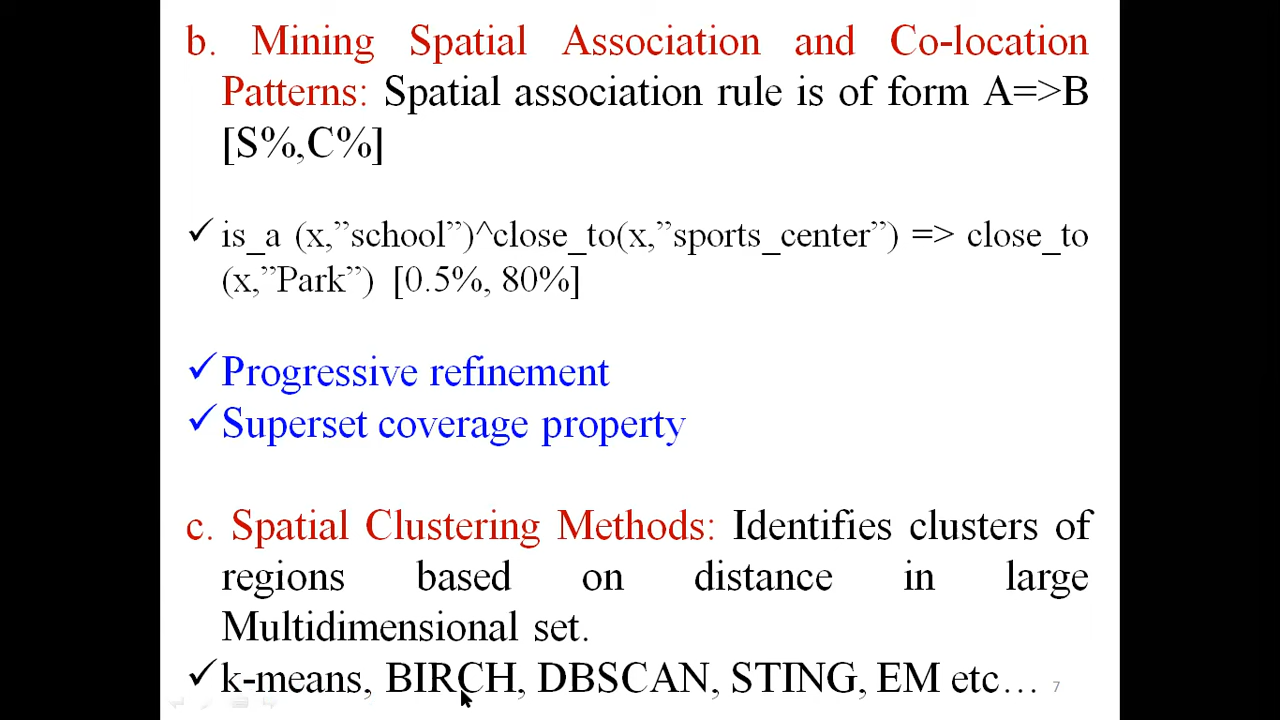 b. Mining Spatial Association and Co-location
Patterns: Spatial association rule is of form A=>B
[S%,C%]
✓ is_a (x,”school”)^close_to(x,”sports_center”) => close_to
(x,”Park”) [0.5%, 80%]
✓ Progressive refinement
✓ Superset coverage property
c. Spatial Clustering Methods: Identifies clusters of
regions based on distance in large
Multidimensional set.
✓ k-means, BIRCH, DBSCAN, STING, EM etc… 7